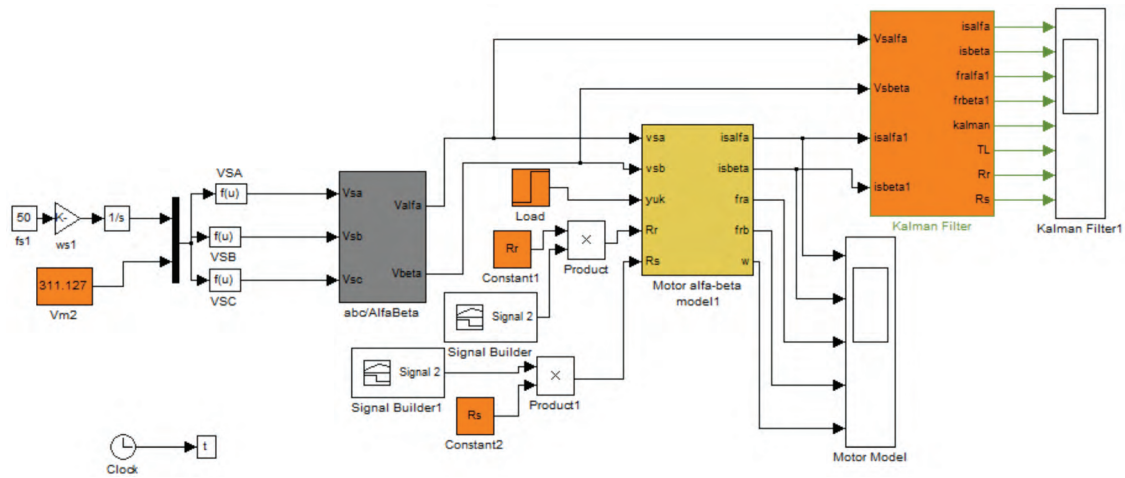 50
fs1
K-
ws1
1/s
311.127
Vm2
VSA
f(u)
f(u)
VSB
f(u)
VSC
Vsa
Vsb
Vsc
Valfa
Vbeta
abc/AlfaBeta
Load
Rr
Constant1
×
Product
Signal 2
Signal Builder
Signal 2
Signal Builder1
×
Product1
Rs
Constant2
vsa
vsb
yuk
Rr
Rs
isalfa
isbeta
fra
frb
w
Motor alfa-beta
model1
Vsalfa
Vsbeta
isalfa1
isbeta1
isalfa
isbeta
fralfa1
frbeta1
kalman
TL
Rr
Rs
Kalman Filter
Kalman Filter1
Motor Model
Clock
t